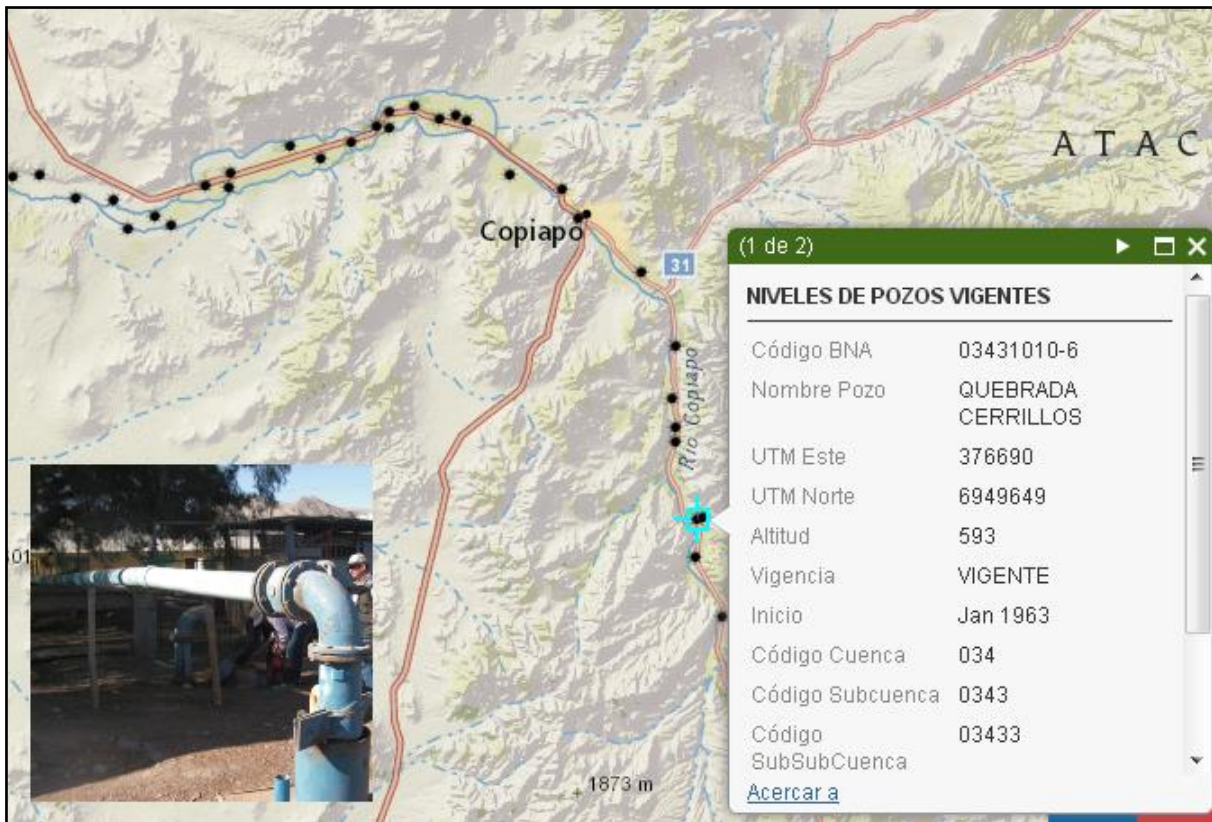 A T A C
Copiapó
31
Río Copiapo
01
1873 m
(1 de 2)
NIVELES DE POZOS VIGENTES
Código BNA 03431010-6
Nombre Pozo QUEBRADA
CERRILLOS
UTM Este 376690
UTM Norte 6949649
Altitud 593
Vigencia VIGENTE
Inicio Jan 1963
Código Cuenca 034
Código Subcuenca 0343
Código 03433
SubSubCuenca
Acercar a